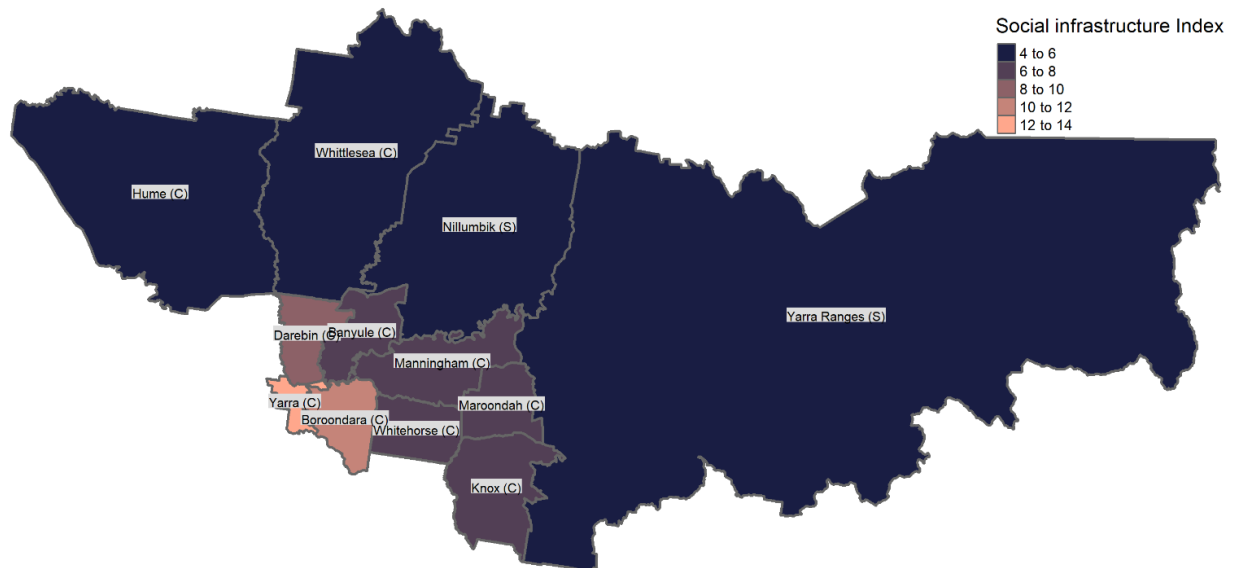 Social infrastructure Index
4 to 6
6 to 8
8 to 10
10 to 12
12 to 14
Whittlesea (C)
Hume (C)
Nillumbik (S)
Yarra Ranges (S)
Darebin (C)
Banyule (C)
Manningham (C)
Yarra (C)
Maroondah (C)
Boroondara (C)
Whitehorse (C)
Knox (C)